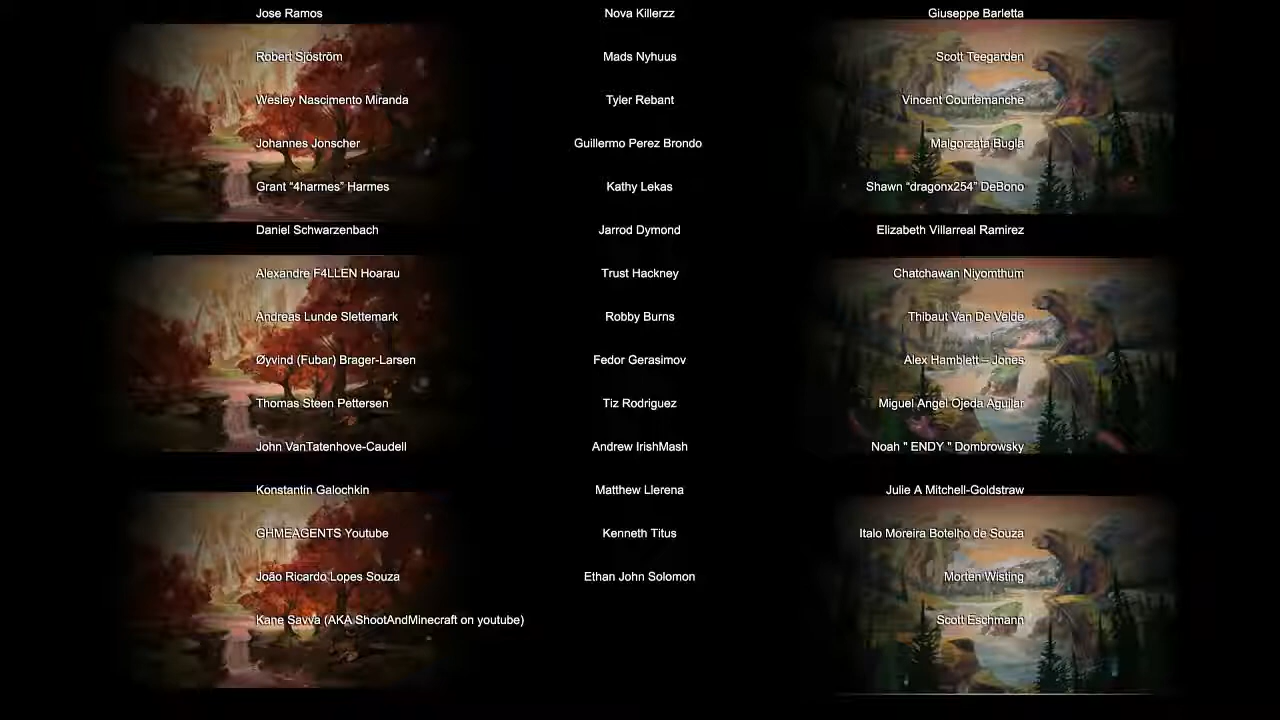 Jose Ramos
Nova Killerzz
Giuseppe Barletta
Robert Sjöström
Mads Nyhuus
Scott Teegarden
Wesley Nascimento Miranda
Tyler Rebant
Vincent Courtemanche
Johannes Jonscher
Guillermo Perez Brondo
Malgorzata Bugla
Grant “4harmes” Harmes
Kathy Lekas
Shawn “dragonx254” DeBono
Daniel Schwarzenbach
Jarrod Dymond
Elizabeth Villarreal Ramirez
Alexandre F4LLEN Hoarau
Trust Hackney
Chatchawan Niyomthum
Andreas Lunde Slettemark
Robby Burns
Thibaut Van De Velde
Øyvind (Fubar) Brager-Larsen
Fedor Gerasimov
Alex Hamblett – Jones
Thomas Steen Pettersen
Tiz Rodriguez
Miguel Angel Ojeda Aguilar
John VanTatenhove-Caudell
Andrew IrishMash
Noah " ENDY " Dombrowsky
Konstantin Galochkin
Matthew Llerena
Julie A Mitchell-Goldstraw
GHMEAGENTS Youtube
Kenneth Titus
Italo Moreira Botelho de Souza
João Ricardo Lopes Souza
Ethan John Solomon
Morten Wisting
Kane Savva (AKA ShootAndMinecraft on youtube)
Scott Eschmann